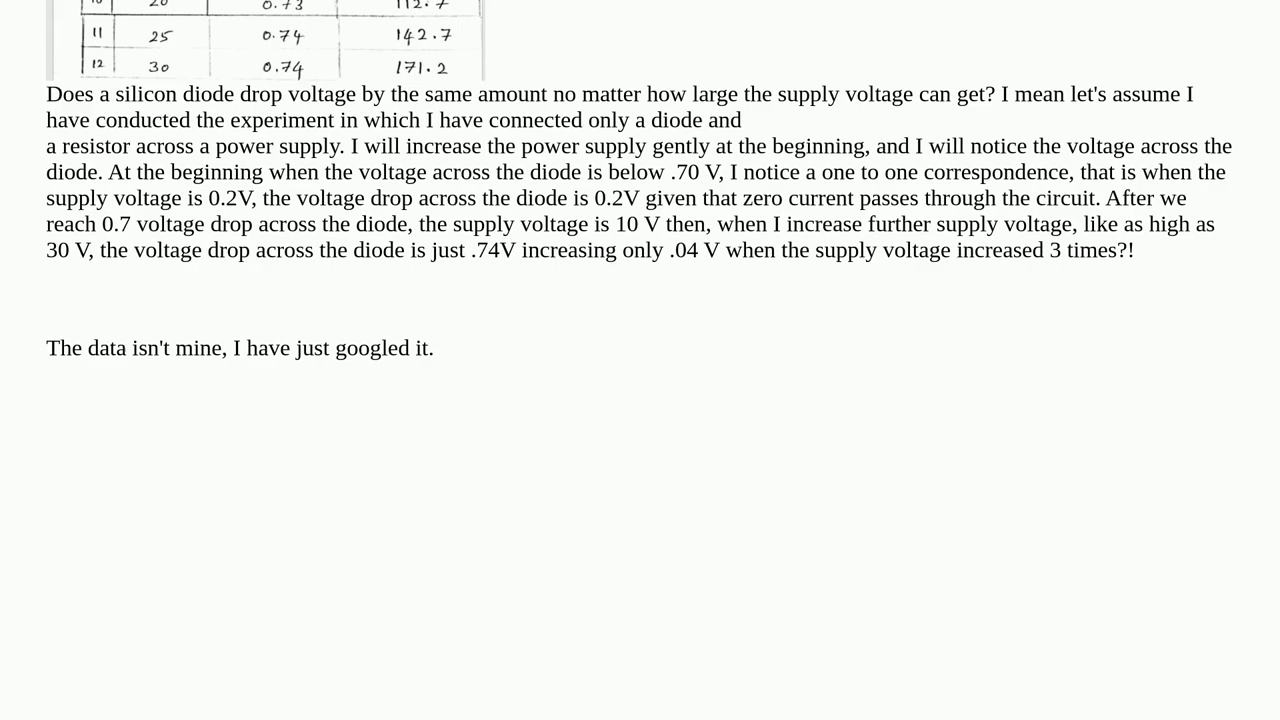 10 20 0.73 112.7
11 25 0.74 142.7
12 30 0.74 171.2
Does a silicon diode drop voltage by the same amount no matter how large the supply voltage can get? I mean let's assume I
have conducted the experiment in which I have connected only a diode and
a resistor across a power supply. I will increase the power supply gently at the beginning, and I will notice the voltage across the
diode. At the beginning when the voltage across the diode is below .70 V, I notice a one to one correspondence, that is when the
supply voltage is 0.2V, the voltage drop across the diode is 0.2V given that zero current passes through the circuit. After we
reach 0.7 voltage drop across the diode, the supply voltage is 10 V then, when I increase further supply voltage, like as high as
30 V, the voltage drop across the diode is just .74V increasing only .04 V when the supply voltage increased 3 times?!
The data isn't mine, I have just googled it.